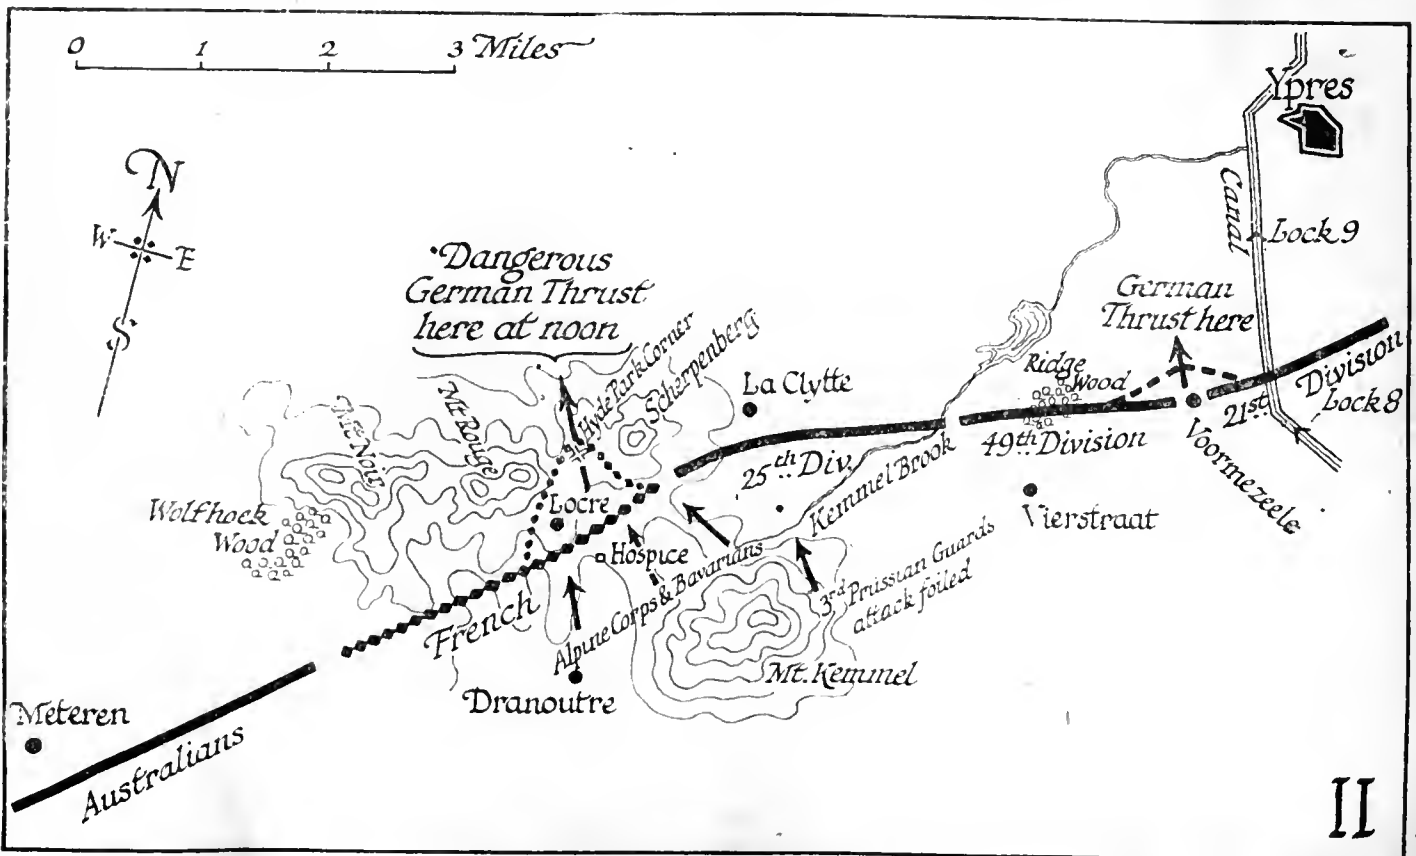 0 1 2 3 Miles
Ypres
N
W
E
S
Canal
Lock 9
Dangerous
German Thrust
here at noon
German
Thrust here
Hyde Park Corner
Scherpenberg
La Clytte
Ridge
Wood
Mt. Rouge
Mt Noir
21st Division
Lock 8
25th Div.
49th Division
Voormezeele
Kemmel Brook
Vierstraat
Wolfhoek
Wood
Locre
Hospice
French
Alpine Corps & Bavarians
3rd Prussian Guards
attack foiled
Mt. Kemmel
Dranoutre
Meteren
Australians
II